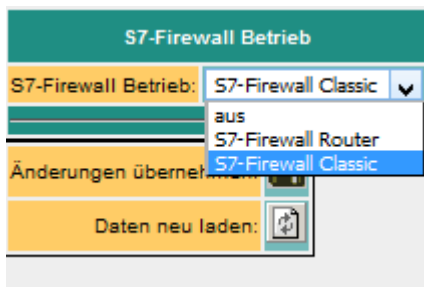 S7-Firewall Betrieb
S7-Firewall Betrieb: S7-Firewall Classic
aus
S7-Firewall Router
S7-Firewall Classic
Änderungen überneh
Daten neu laden: